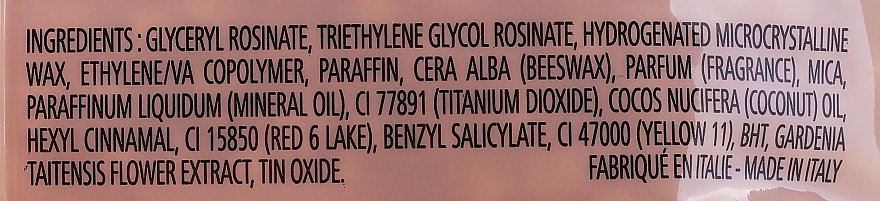 INGREDIENTS : GLYCERYL ROSINATE, TRIETHYLENE GLYCOL ROSINATE, HYDROGENATED MICROCRYSTALLINE
WAX, ETHYLENE/VA COPOLYMER, PARAFFIN, CERA ALBA (BEESWAX), PARFUM (FRAGRANCE), MICA,
PARAFFINUM LIQUIDUM (MINERAL OIL), CI 77891 (TITANIUM DIOXIDE), COCOS NUCIFERA (COCONUT) OIL,
HEXYL CINNAMAL, CI 15850 (RED 6 LAKE), BENZYL SALICYLATE, CI 47000 (YELLOW 11), BHT, GARDENIA
TAITENSIS FLOWER EXTRACT, TIN OXIDE. FABRIQUÉ EN ITALIE - MADE IN ITALY